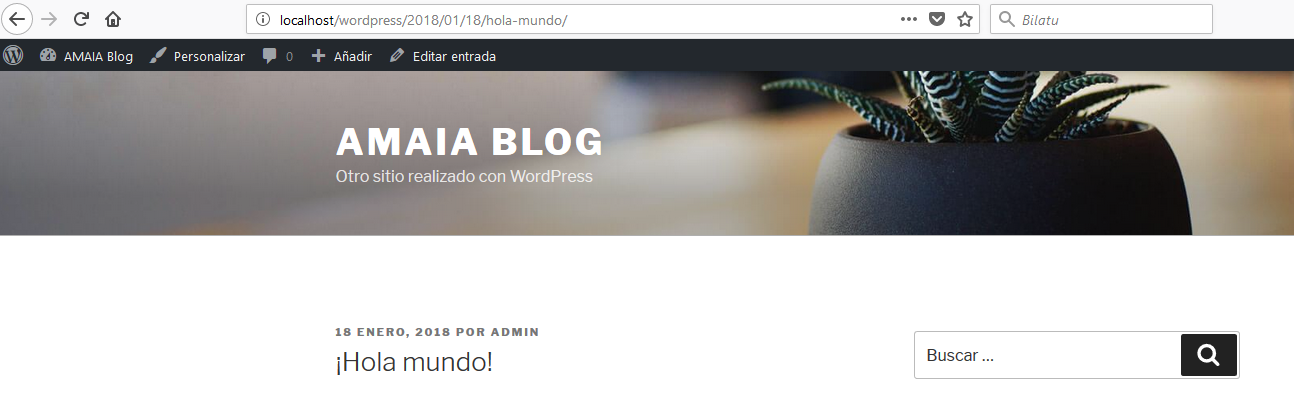 localhost/wordpress/2018/01/18/hola-mundo/
Bilatu
AMAIA Blog
Personalizar
0
Añadir
Editar entrada
AMAIA BLOG
Otro sitio realizado con WordPress
18 ENERO, 2018 POR ADMIN
¡Hola mundo!
Buscar ...